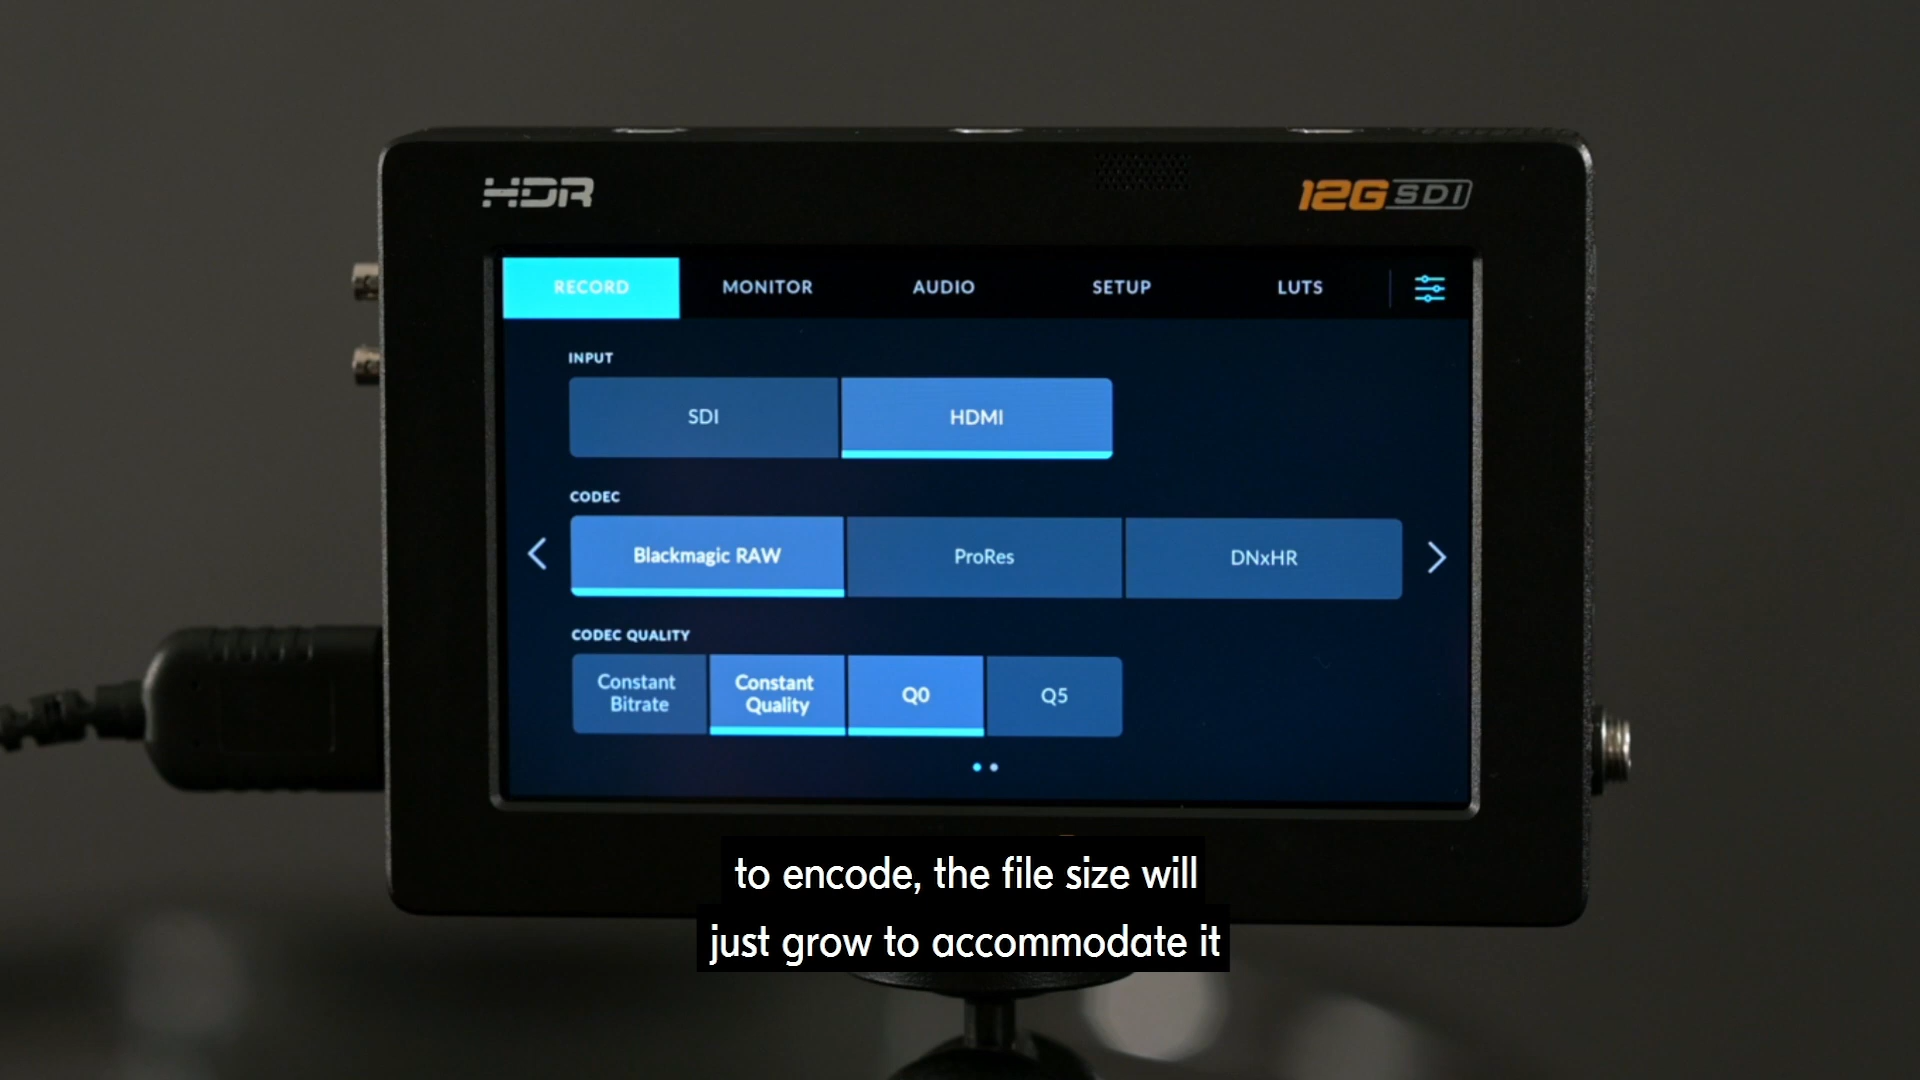 HDR
12G SDI
RECORD MONITOR AUDIO SETUP LUTS
INPUT
SDI HDMI
CODEC
Blackmagic RAW ProRes DNxHR
CODEC QUALITY
Constant Bitrate Constant Quality Q0 Q5
to encode, the file size will
just grow to accommodate it